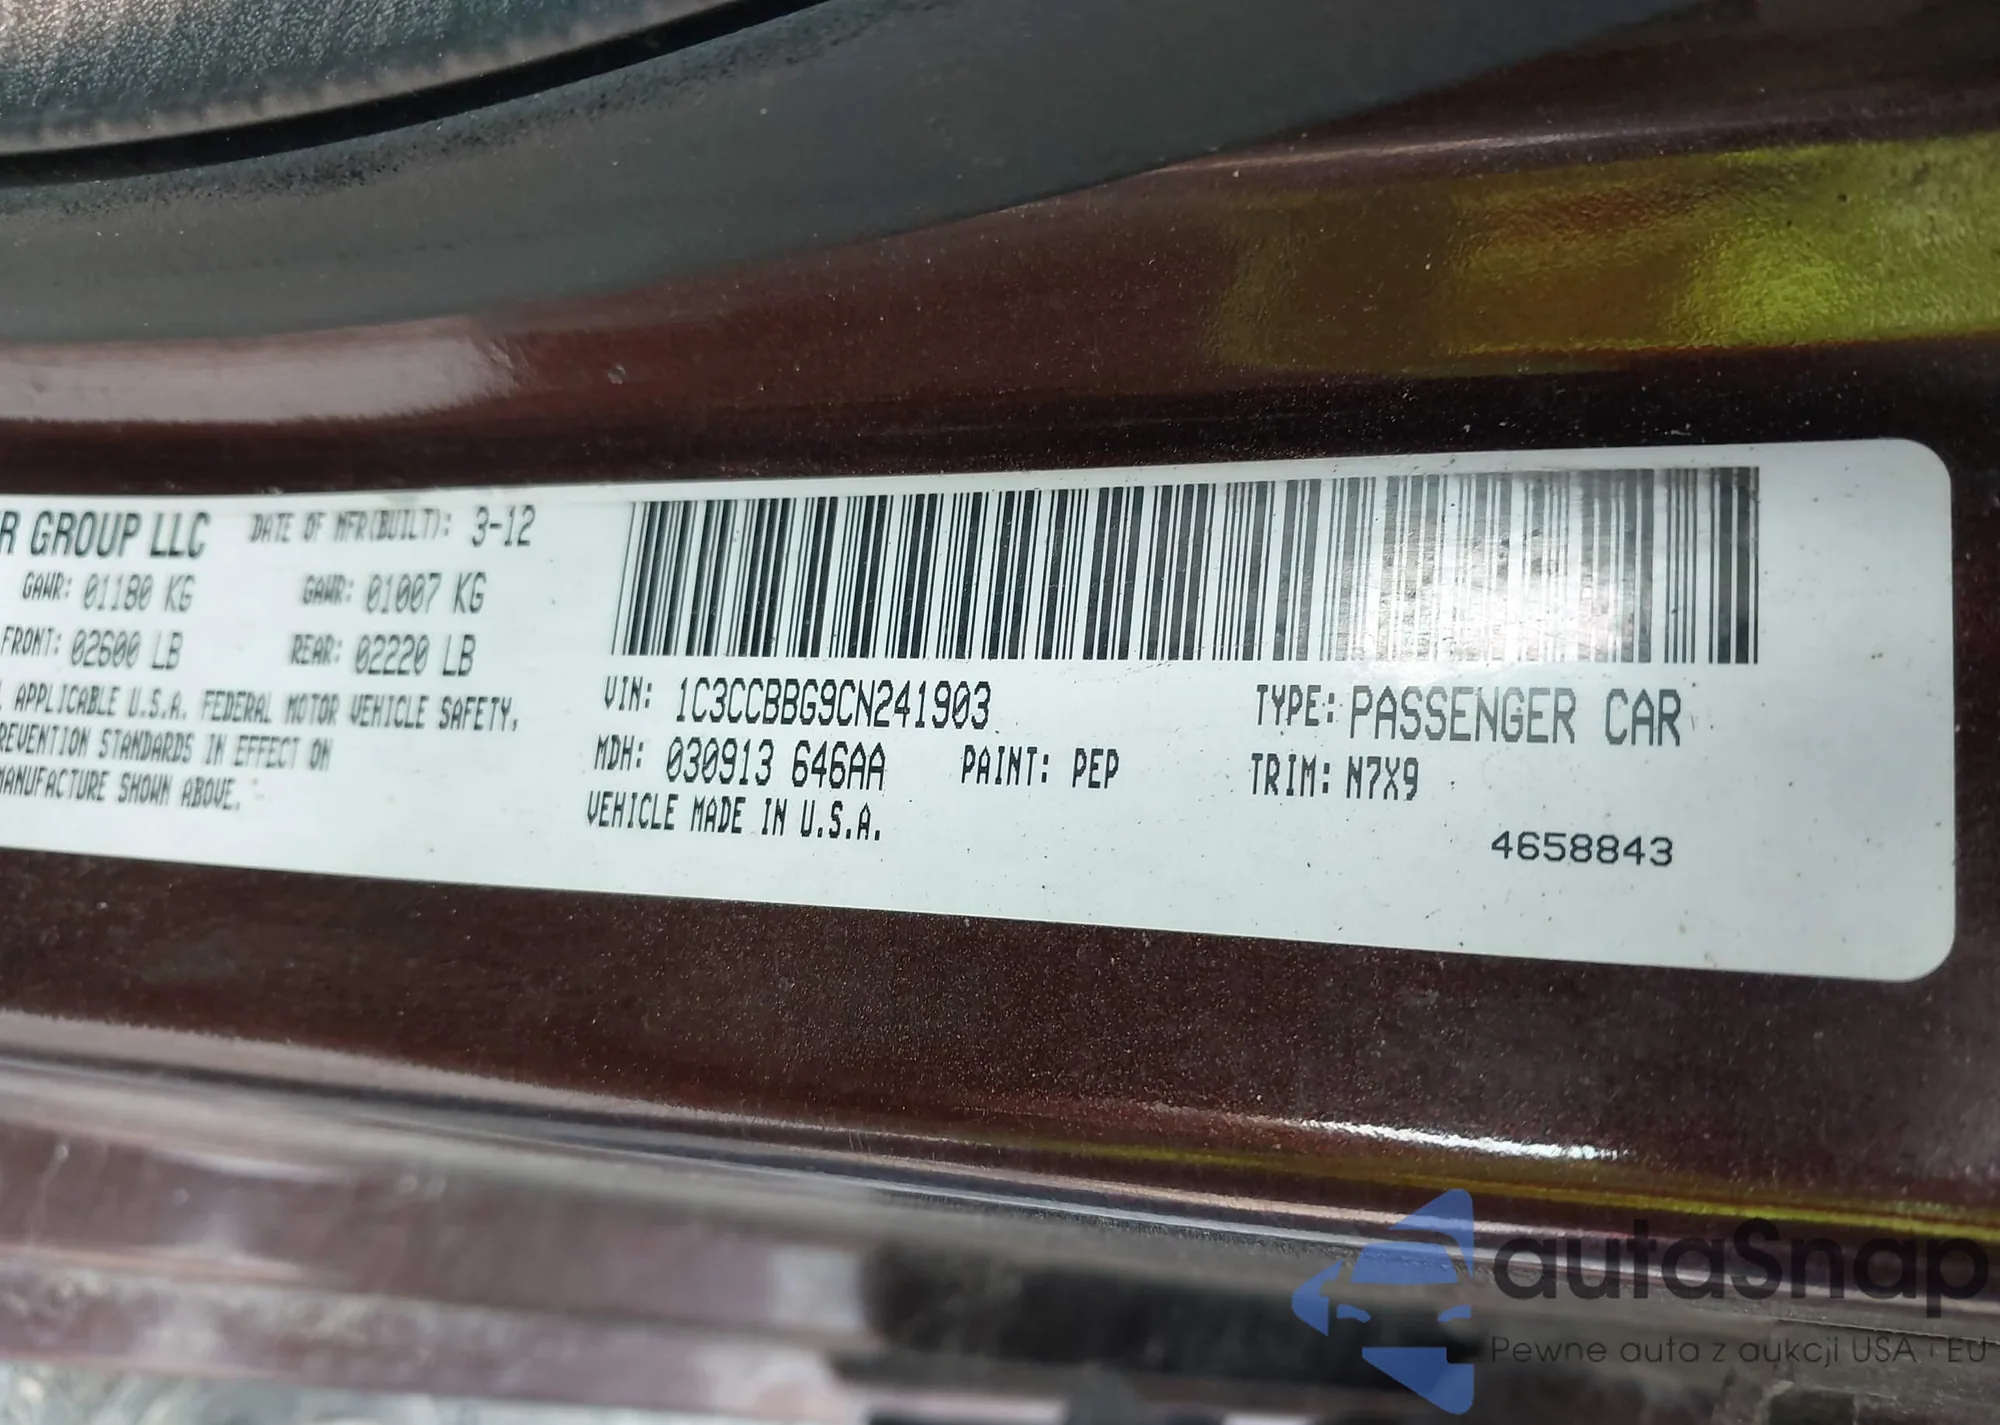 R GROUP LLC DATE OF MFR(BUILT): 3-12
GAWR: 01180 KG GAWR: 01007 KG
FRONT: 02600 LB REAR: 02220 LB
APPLICABLE U.S.A. FEDERAL MOTOR VEHICLE SAFETY,
REVENTION STANDARDS IN EFFECT ON
MANUFACTURE SHOWN ABOVE.
VIN: 1C3CCBBG9CN241903 TYPE: PASSENGER CAR
MDH: 030913 646AA PAINT: PEP TRIM: N7X9
VEHICLE MADE IN U.S.A.
4658843
autaSnap
Pewne auta z aukcji USA i EU